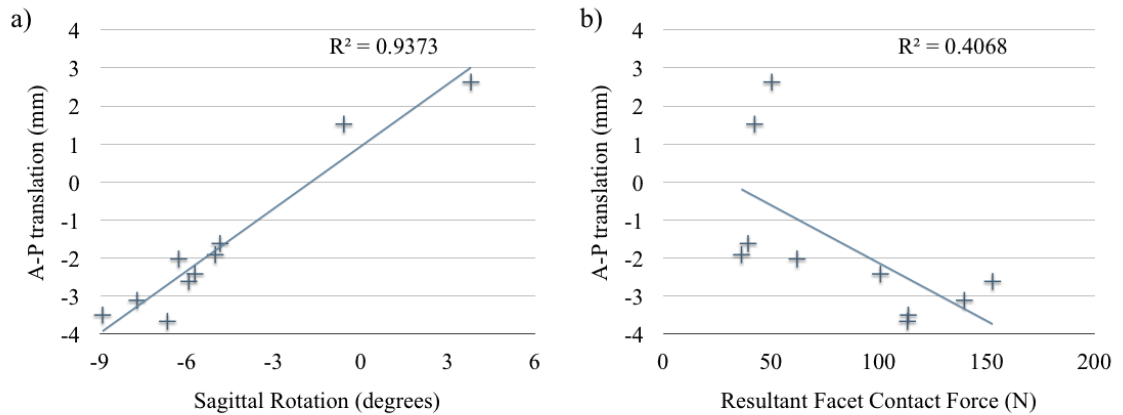 a)
R² = 0.9373
4
3
2
1
0
-1
-2
-3
-4
A-P translation (mm)
-9 -6 -3 0 3 6
Sagittal Rotation (degrees)
b)
R² = 0.4068
4
3
2
1
0
-1
-2
-3
-4
A-P translation (mm)
0 50 100 150 200
Resultant Facet Contact Force (N)